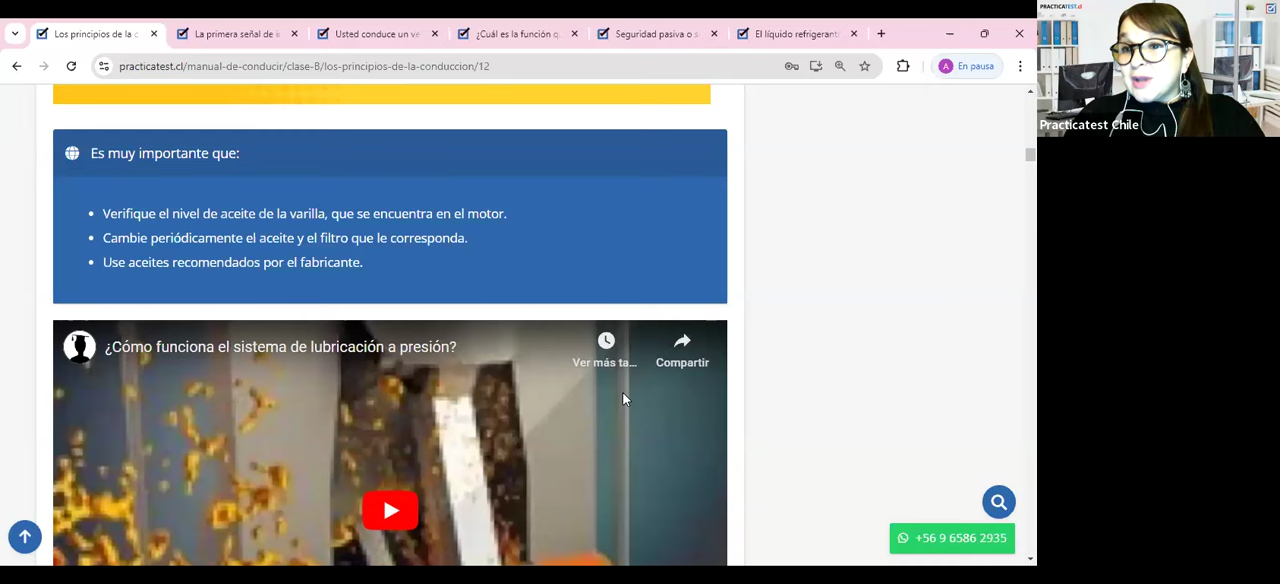 Los principios de la c
La primera señal de i
Usted conduce un ve
¿Cuál es la función q
Seguridad pasiva o s
El líquido refrigerant
practicatest.cl/manual-de-conducir/clase-B/los-principios-de-la-conduccion/12
A En pausa
PRACTICATEST.cl
Practicatest Chile
Es muy importante que:
• Verifique el nivel de aceite de la varilla, que se encuentra en el motor.
• Cambie periódicamente el aceite y el filtro que le corresponda.
• Use aceites recomendados por el fabricante.
¿Cómo funciona el sistema de lubricación a presión?
Ver más ta...
Compartir
+56 9 6586 2935